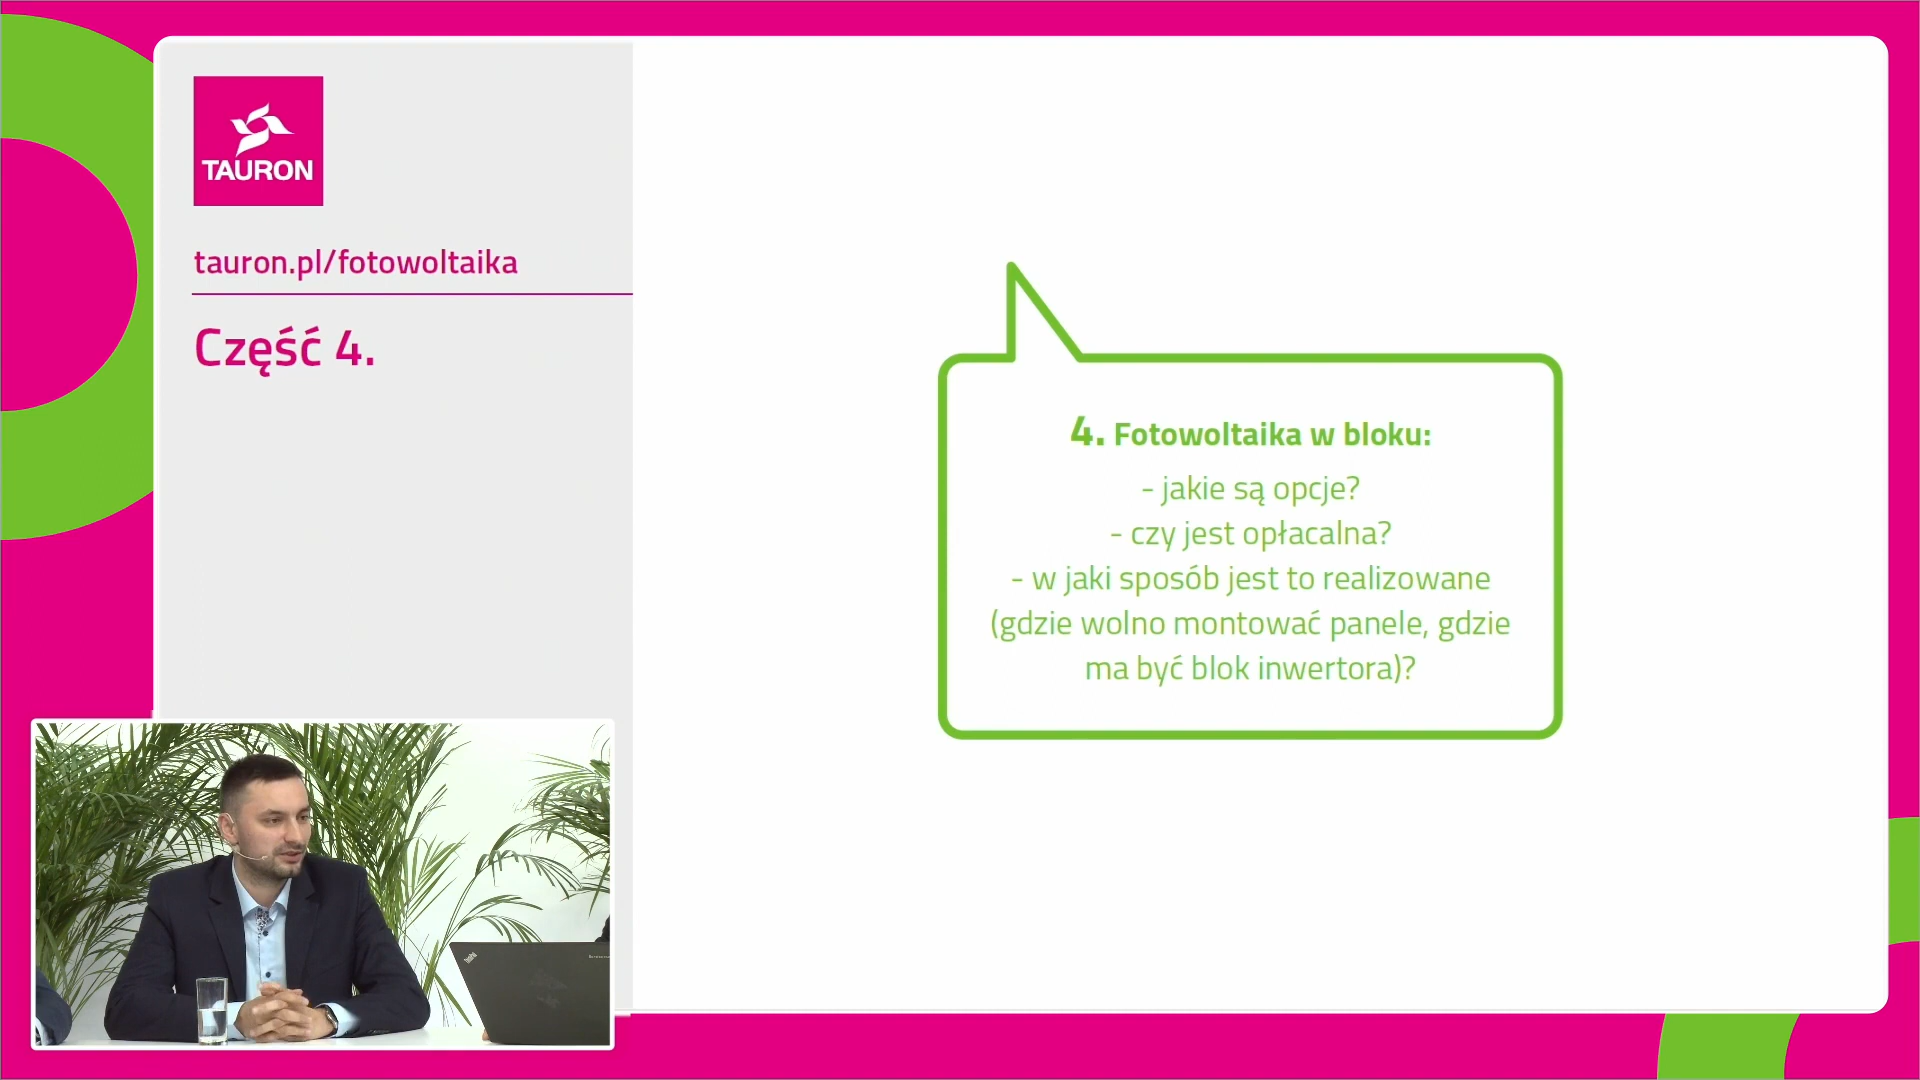 TAURON
tauron.pl/fotowoltaika
Część 4.
4. Fotowoltaika w bloku:
- jakie są opcje?
- czy jest opłacalna?
- w jaki sposób jest to realizowane
(gdzie wolno montować panele, gdzie
ma być blok inwertora)?
ThinkPad